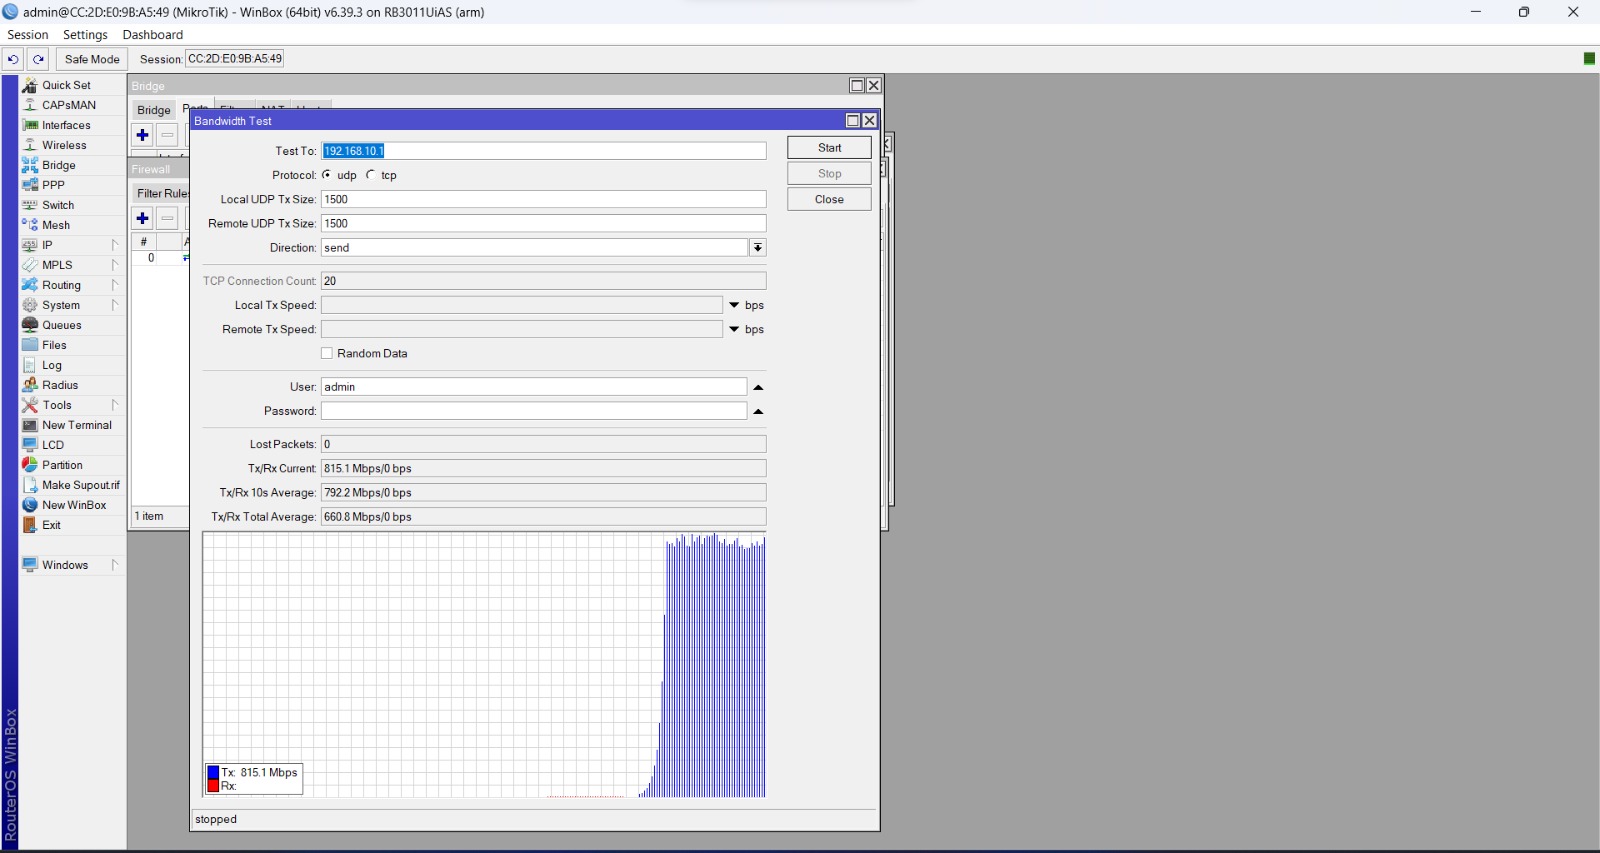 admin@CC:2D:E0:9B:A5:49 (MikroTik) - WinBox (64bit) v6.39.3 on RB3011UiAS (arm)
Session Settings Dashboard
Safe Mode Session: CC:2D:E0:9B:A5:49
Quick Set
CAPsMAN
Interfaces
Wireless
Bridge
PPP
Switch
Mesh
IP
MPLS
Routing
System
Queues
Files
Log
Radius
Tools
New Terminal
LCD
Partition
Make Supout.rif
New WinBox
Exit
Windows
RouterOS WinBox
Bridge
Bridge
Firewall
Filter Rules
#
0
1 item
Bandwidth Test
Test To: 192.168.10.1
Protocol: udp tcp
Local UDP Tx Size: 1500
Remote UDP Tx Size: 1500
Direction: send
TCP Connection Count: 20
Local Tx Speed: bps
Remote Tx Speed: bps
Random Data
User: admin
Password:
Lost Packets: 0
Tx/Rx Current: 815.1 Mbps/0 bps
Tx/Rx 10s Average: 792.2 Mbps/0 bps
Tx/Rx Total Average: 660.8 Mbps/0 bps
Tx: 815.1 Mbps
Rx:
stopped
Start
Stop
Close